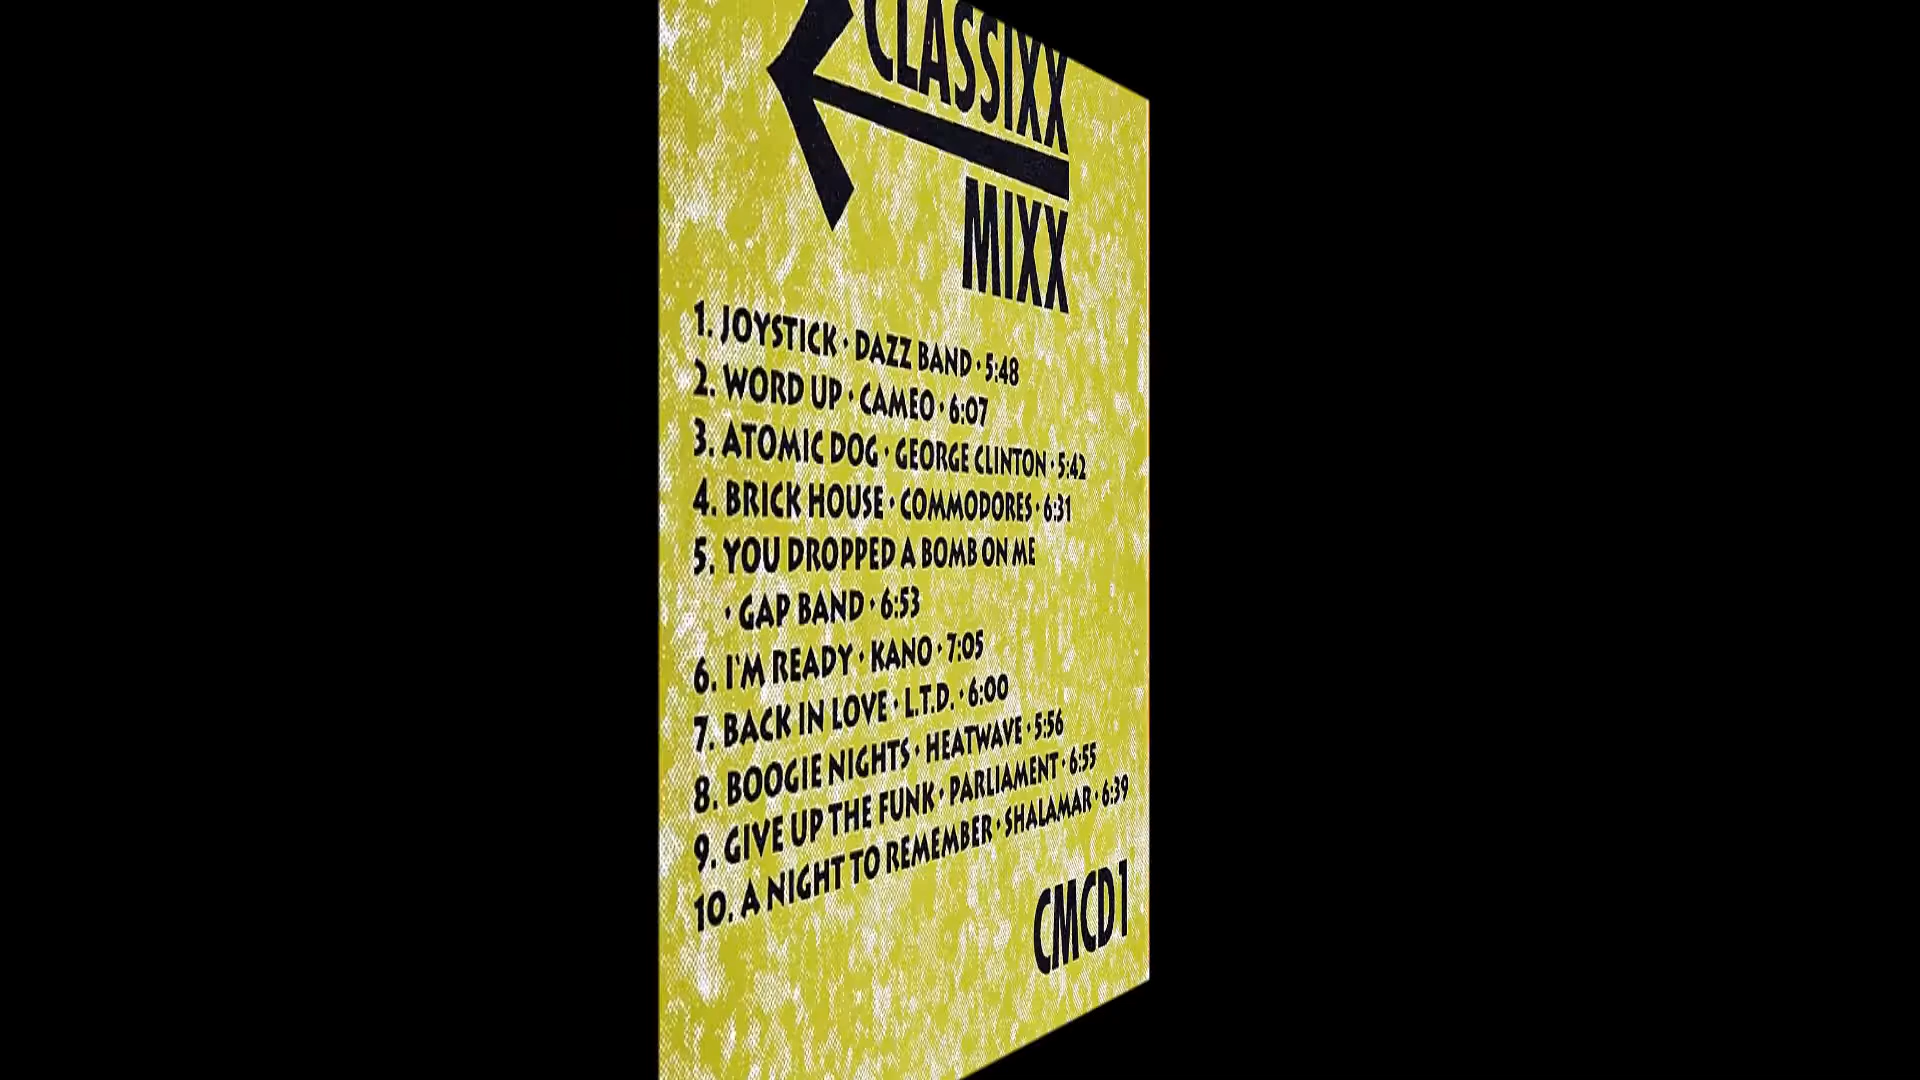 CLASSIXX
MIXX
1. JOYSTICK · DAZZ BAND · 5:48
2. WORD UP · CAMEO · 6:07
3. ATOMIC DOG · GEORGE CLINTON · 5:42
4. BRICK HOUSE · COMMODORES · 6:31
5. YOU DROPPED A BOMB ON ME
· GAP BAND · 6:53
6. I'M READY · KANO · 7:05
7. BACK IN LOVE · L.T.D. · 6:00
8. BOOGIE NIGHTS · HEATWAVE · 5:56
9. GIVE UP THE FUNK · PARLIAMENT · 6:55
10. A NIGHT TO REMEMBER · SHALAMAR · 6:39
CMCD1